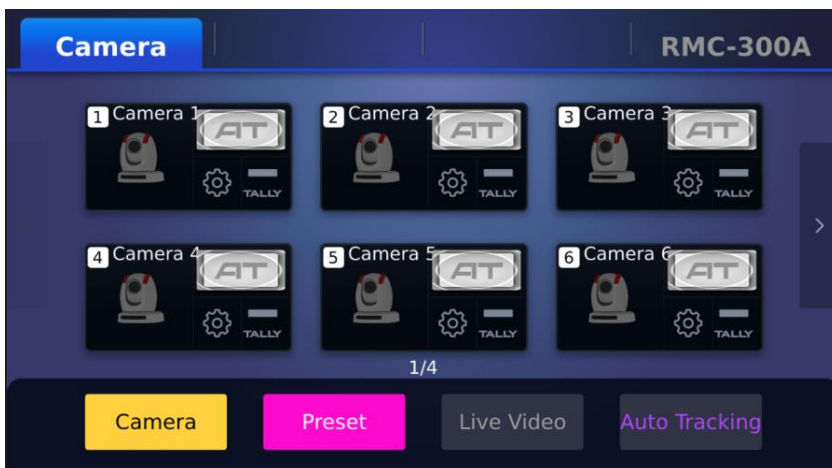 Camera
RMC-300A
1 Camera 1 AT
TALLY
2 Camera 2 AT
TALLY
3 Camera 3 AT
TALLY
4 Camera 4 AT
TALLY
5 Camera 5 AT
TALLY
6 Camera 6 AT
TALLY
1/4
Camera
Preset
Live Video
Auto Tracking